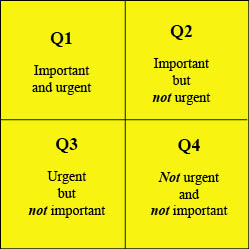 Q1
Important
and urgent
Q2
Important
but
not urgent
Q3
Urgent
but
not important
Q4
Not urgent
and
not important